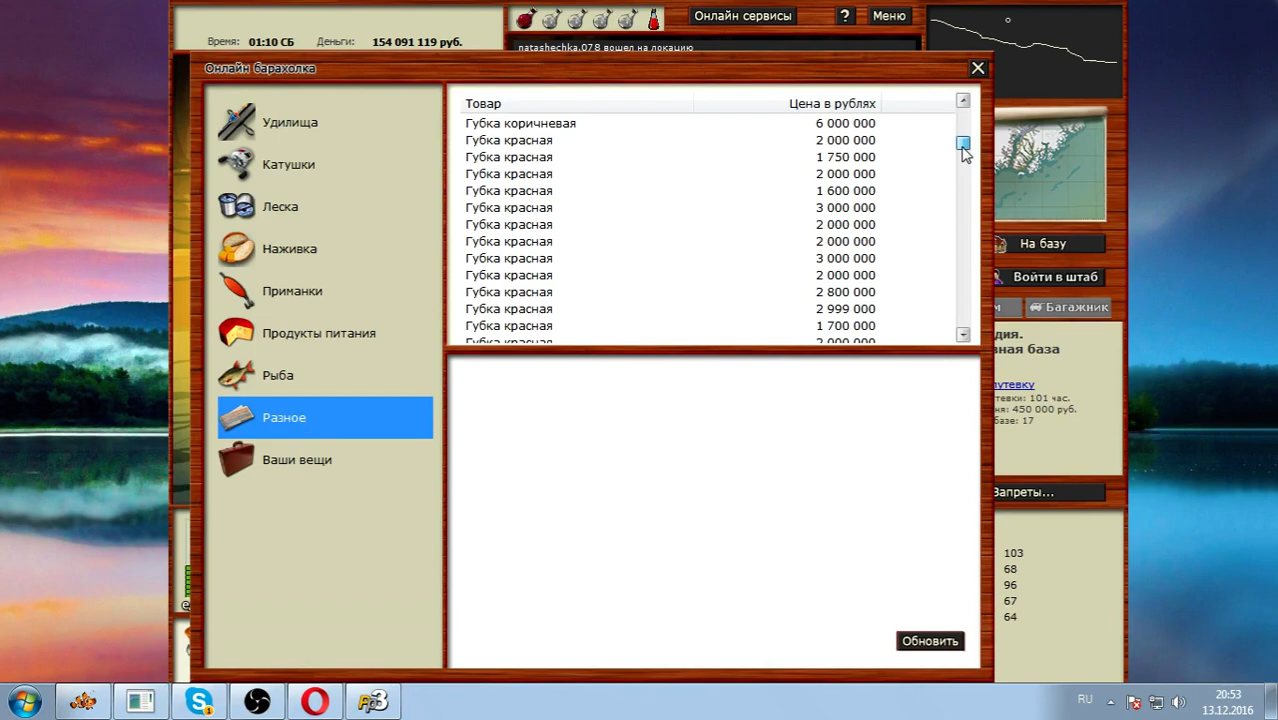 Онлайн сервисы
?
Меню
Время: 01:10 СБ Деньги: 154 091 119 руб.
natashechka.078 вошел на локацию
Онлайн барахолка
Удилища
Катушки
Леска
Наживка
Приманки
Продукты питания
Рыба
Разное
Ваши вещи
Товар Цена в рублях
Губка коричневая 6 000 000
Губка красная 2 000 000
Губка красная 1 750 000
Губка красная 2 000 000
Губка красная 1 600 000
Губка красная 3 000 000
Губка красная 2 000 000
Губка красная 2 000 000
Губка красная 3 000 000
Губка красная 2 000 000
Губка красная 2 800 000
Губка красная 2 999 000
Губка красная 1 700 000
Губка красная 2 000 000
Обновить
На базу
Войти в штаб
м
Багажник
дия.
вная база
путевку
тевки: 101 час.
ня: 450 000 руб.
базе: 17
Запреты...
103
68
96
67
64
RU
20:53
13.12.2016